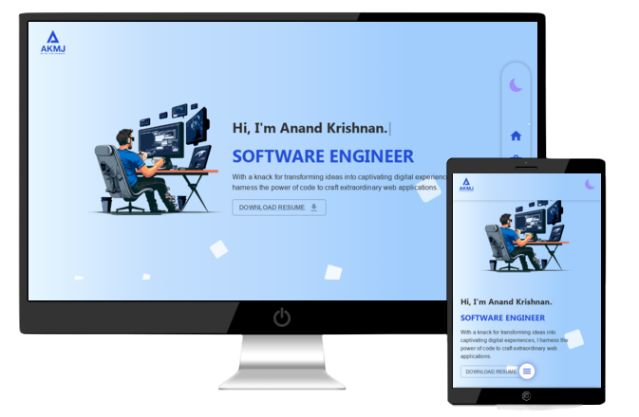 AKMJ
Hi, I'm Anand Krishnan.
SOFTWARE ENGINEER
With a knack for transforming ideas into captivating digital
harness the power of code to craft extraordinary web applications.
DOWNLOAD RESUME
AKMJ
Hi, I'm Anand Krishnan.
SOFTWARE ENGINEER
With a knack for transforming ideas into
captivating digital experiences, I harness the
power of code to craft extraordinary web
applications.
DOWNLOAD RESUME